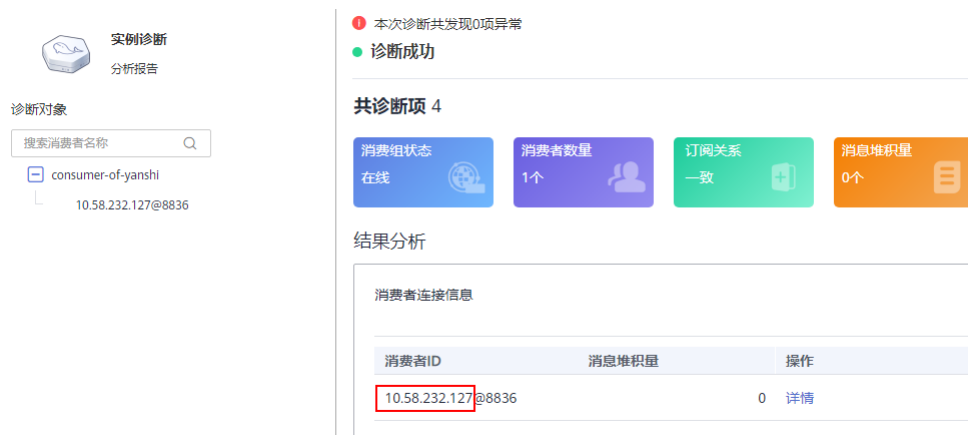 实例诊断
分析报告
诊断对象
搜索消费者名称
consumer-of-yanshi
10.58.232.127@8836
本次诊断共发现0项异常
诊断成功
共诊断项 4
消费组状态
在线
消费者数量
1个
订阅关系
一致
消息堆积量
0个
结果分析
消费者连接信息
消费者ID 消息堆积量 操作
10.58.232.127@8836 0 详情